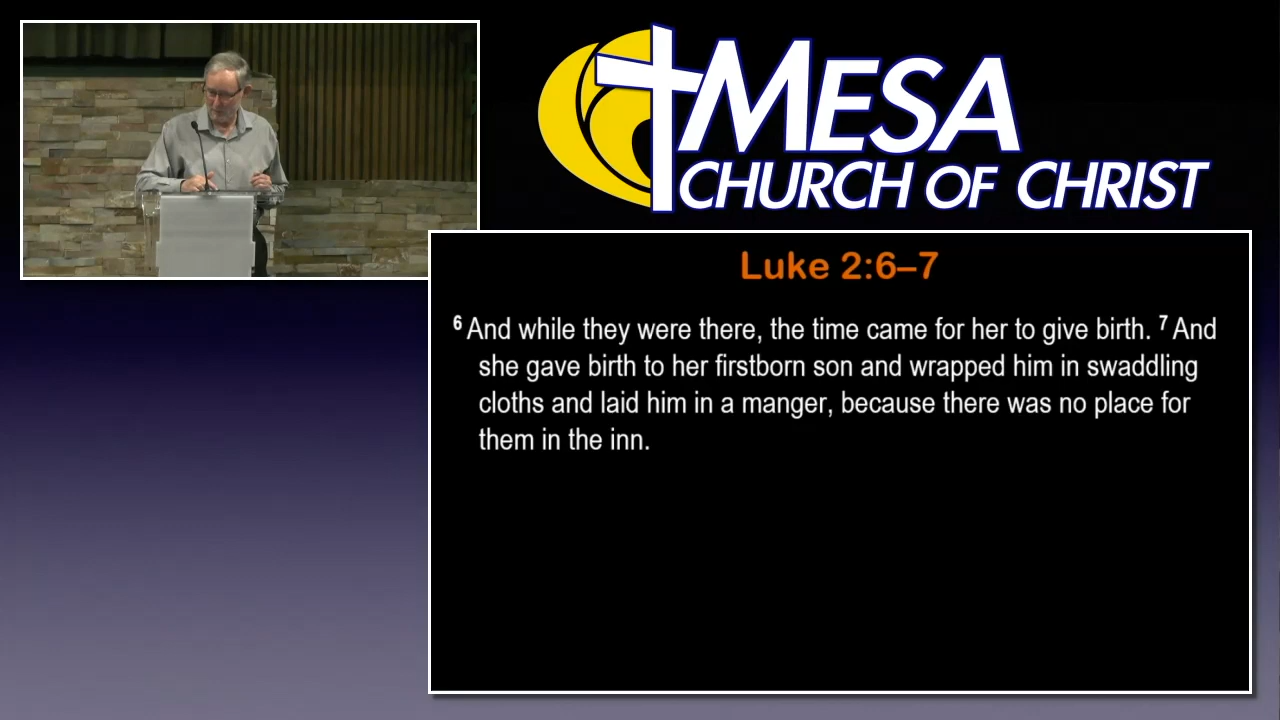 MESA
CHURCH OF CHRIST
Luke 2:6–7
6 And while they were there, the time came for her to give birth. 7 And
she gave birth to her firstborn son and wrapped him in swaddling
cloths and laid him in a manger, because there was no place for
them in the inn.